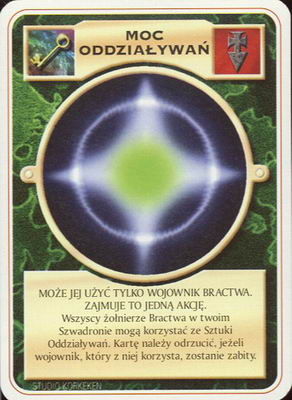 MOC
ODDZIAŁYWAŃ
MOŻE JEJ UŻYĆ TYLKO WOJOWNIK BRACTWA.
ZAJMUJE TO JEDNĄ AKCJĘ.
Wszyscy żołnierze Bractwa w twoim
Szwadronie mogą korzystać ze Sztuki
Oddziaływań. Kartę należy odrzucić, jeżeli
wojownik, który z niej korzysta, zostanie zabity.
STUDIO KORKEKEN